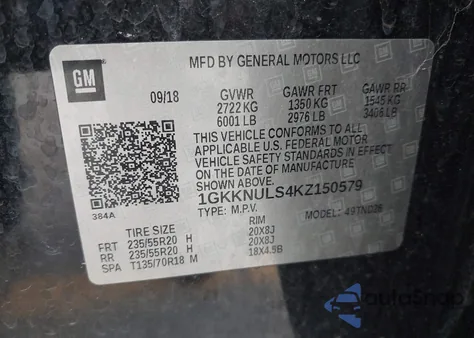 MFD BY GENERAL MOTORS LLC
GM
09/18 GVWR GAWR FRT GAWR RR
2722 KG 1350 KG 1545 KG
6001 LB 2976 LB 3406 LB
THIS VEHICLE CONFORMS TO ALL
APPLICABLE U.S. FEDERAL MOTOR
VEHICLE SAFETY STANDARDS IN EFFECT
ON THE DATE OF MANUFACTURE
SHOWN ABOVE.
1GKKNULS4KZ150579
TYPE: M.P.V. MODEL: 49TND26
384A
TIRE SIZE RIM
FRT 235/55R20 H 20X8J
RR 235/55R20 H 20X8J
SPA T135/70R18 M 18X4.5B
AutoSnap